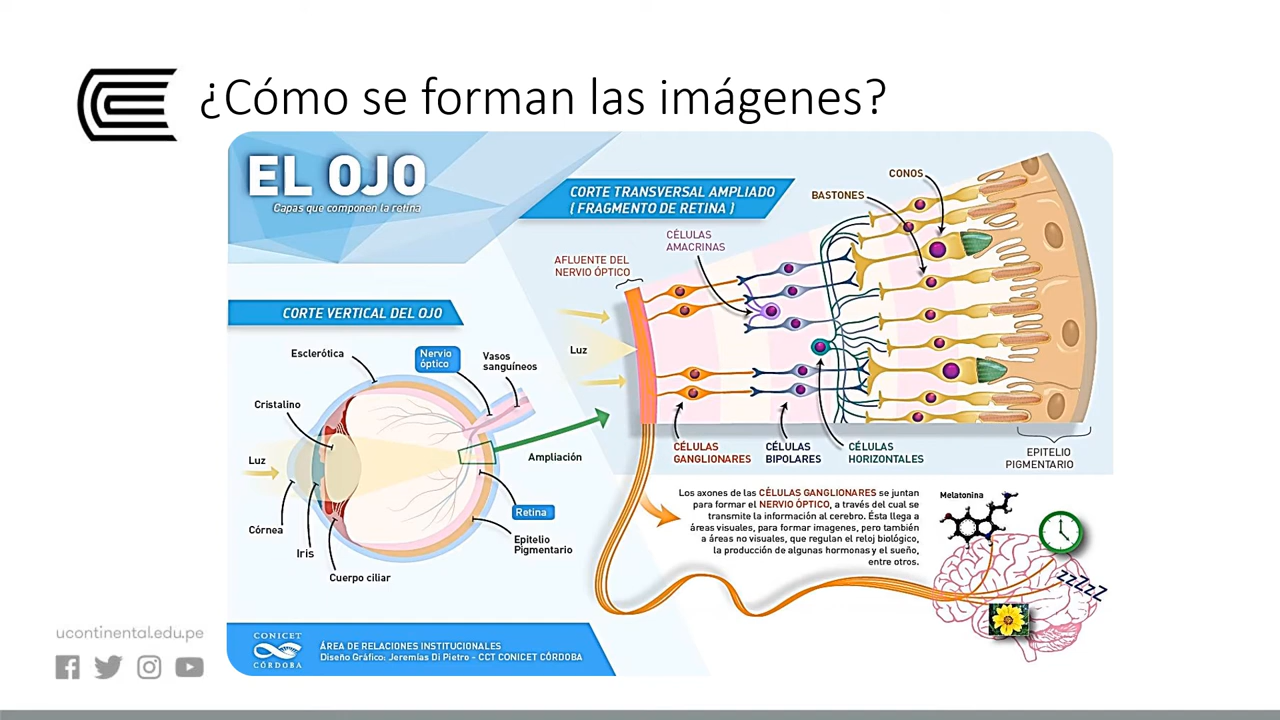 ¿Cómo se forman las imágenes?
EL OJO
Capas que componen la retina
CORTE TRANSVERSAL AMPLIADO
( FRAGMENTO DE RETINA )
CONOS
BASTONES
CÉLULAS
AMACRINAS
AFLUENTE DEL
NERVIO ÓPTICO
Luz
CÉLULAS
GANGLIONARES
CÉLULAS
BIPOLARES
CÉLULAS
HORIZONTALES
EPITELIO
PIGMENTARIO
CORTE VERTICAL DEL OJO
Esclerótica
Nervio
óptico
Vasos
sanguíneos
Cristalino
Luz
Ampliación
Córnea
Retina
Iris
Epitelio
Pigmentario
Cuerpo ciliar
Los axones de las CÉLULAS GANGLIONARES se juntan
para formar el NERVIO ÓPTICO, a través del cual se
transmite la información al cerebro. Ésta llega a
áreas visuales, para formar imagenes, pero también
a áreas no visuales, que regulan el reloj biológico,
la producción de algunas hormonas y el sueño,
entre otros.
Melatonina
zZZZZ
CONICET
CÓRDOBA
ÁREA DE RELACIONES INSTITUCIONALES
Diseño Gráfico: Jeremías Di Pietro - CCT CONICET CÓRDOBA
ucontinental.edu.pe